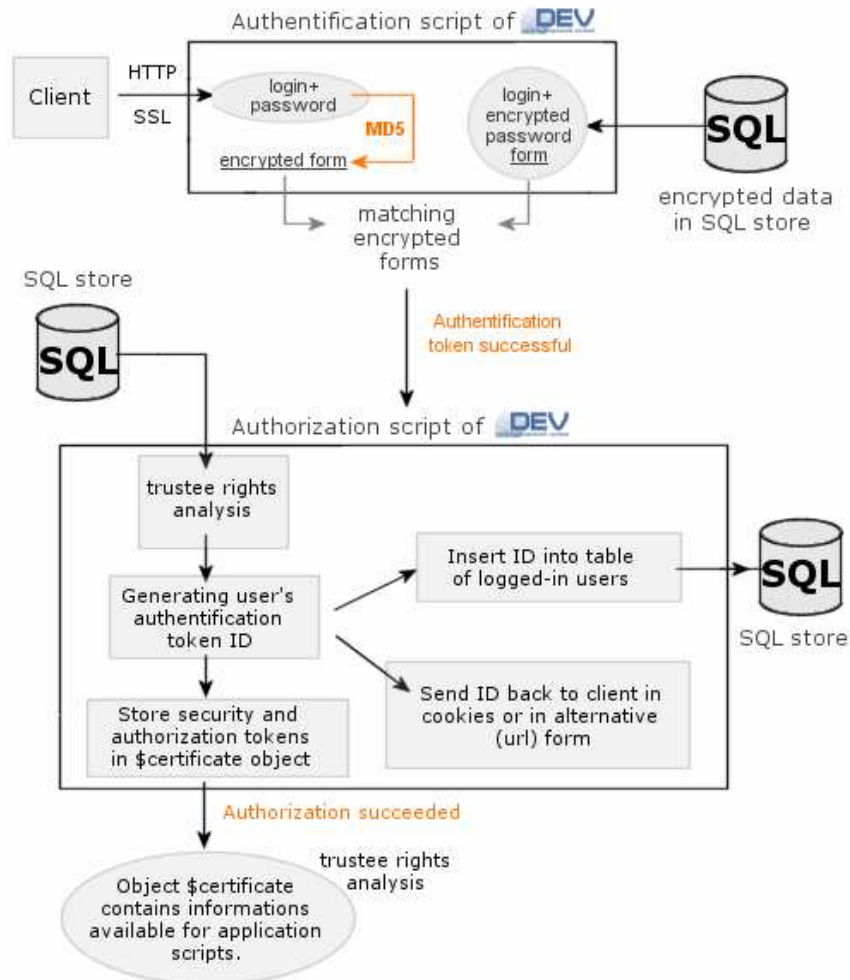 Authentification script of DEV
Client
HTTP
SSL
login+
password
MD5
encrypted form
login+
encrypted
password
form
SQL
encrypted data
in SQL store
matching
encrypted
forms
SQL store
SQL
Authentification
token successful
Authorization script of DEV
trustee rights
analysis
Generating user's
authentification
token ID
Store security and
authorization tokens
in $certificate object
Insert ID into table
of logged-in users
SQL
SQL store
Send ID back to client in
cookies or in alternative
(url) form
Authorization succeeded
trustee rights
analysis
Object $certificate
contains informations
available for application
scripts.